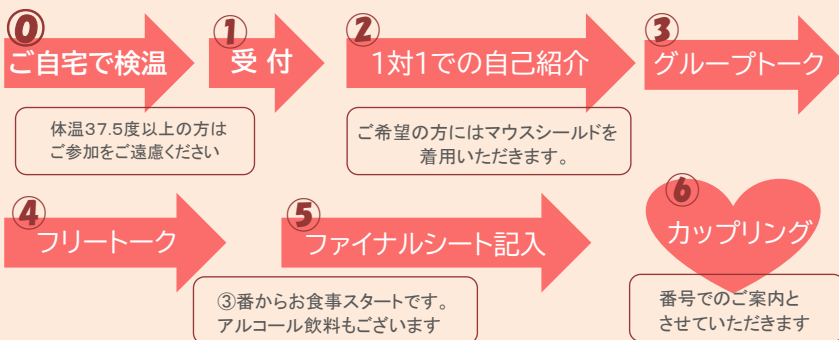 ⓪
ご自宅で検温
①
受 付
②
1対1での自己紹介
③
グループトーク
体温37.5度以上の方は
ご参加をご遠慮ください
ご希望の方にはマウスシールドを
着用いただきます。
④
フリートーク
⑤
ファイナルシート記入
⑥
カップリング
③番からお食事スタートです。
アルコール飲料もございます
番号でのご案内と
させていただきます